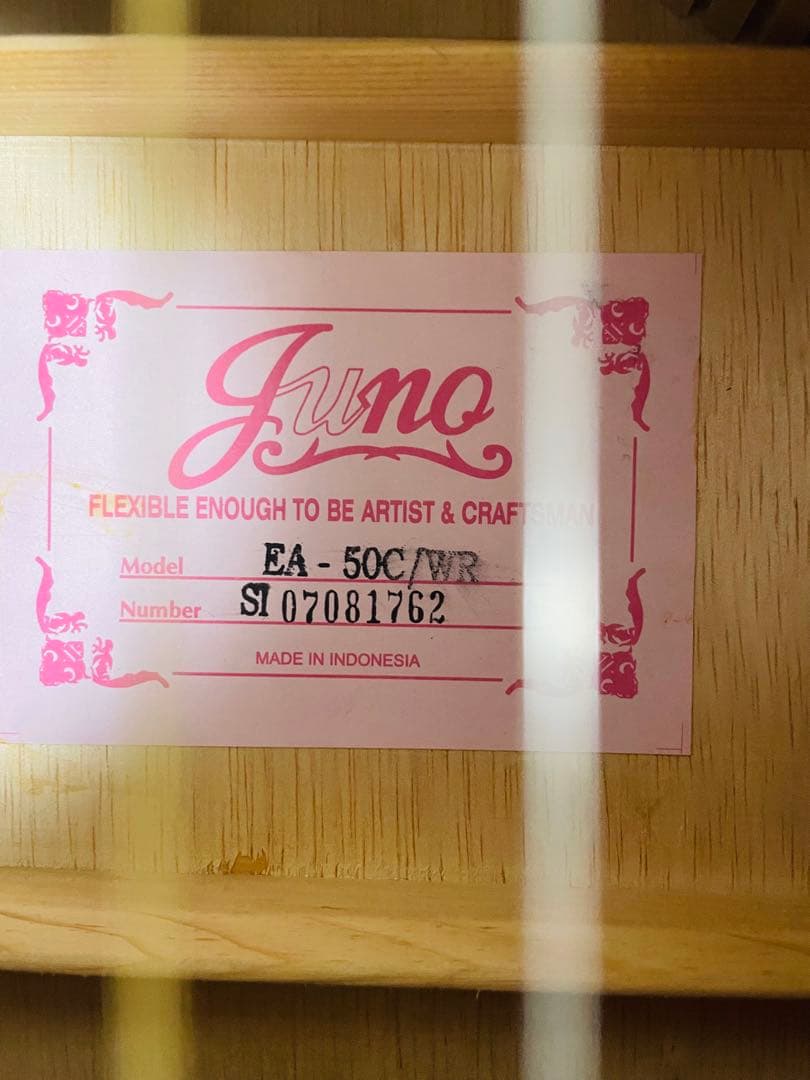 Juno
FLEXIBLE ENOUGH TO BE ARTIST & CRAFTSMAN
Model EA - 50C/WR
Number SI 07081762
MADE IN INDONESIA